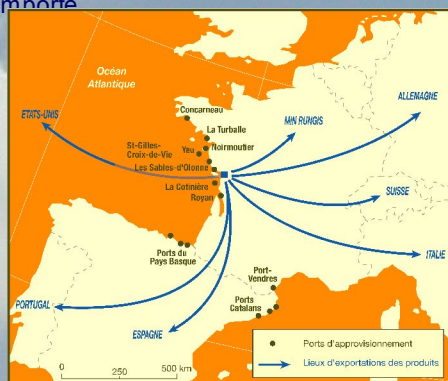 mporte
Océan
Atlantique
ETATS-UNIS
Concarneau
La Turballe
Noirmoutier
Yeu
St-Gilles-
Croix-de-Vie
Les Sables-d'Olonne
La Cotinière
Royan
MIN RUNGIS
ALLEMAGNE
SUISSE
ITALIE
Ports du
Pays Basque
Port-
Vendres
Ports
Catalans
PORTUGAL
ESPAGNE
0 250 500 km
Ports d'approvisionnement
Lieux d'exportations des produits